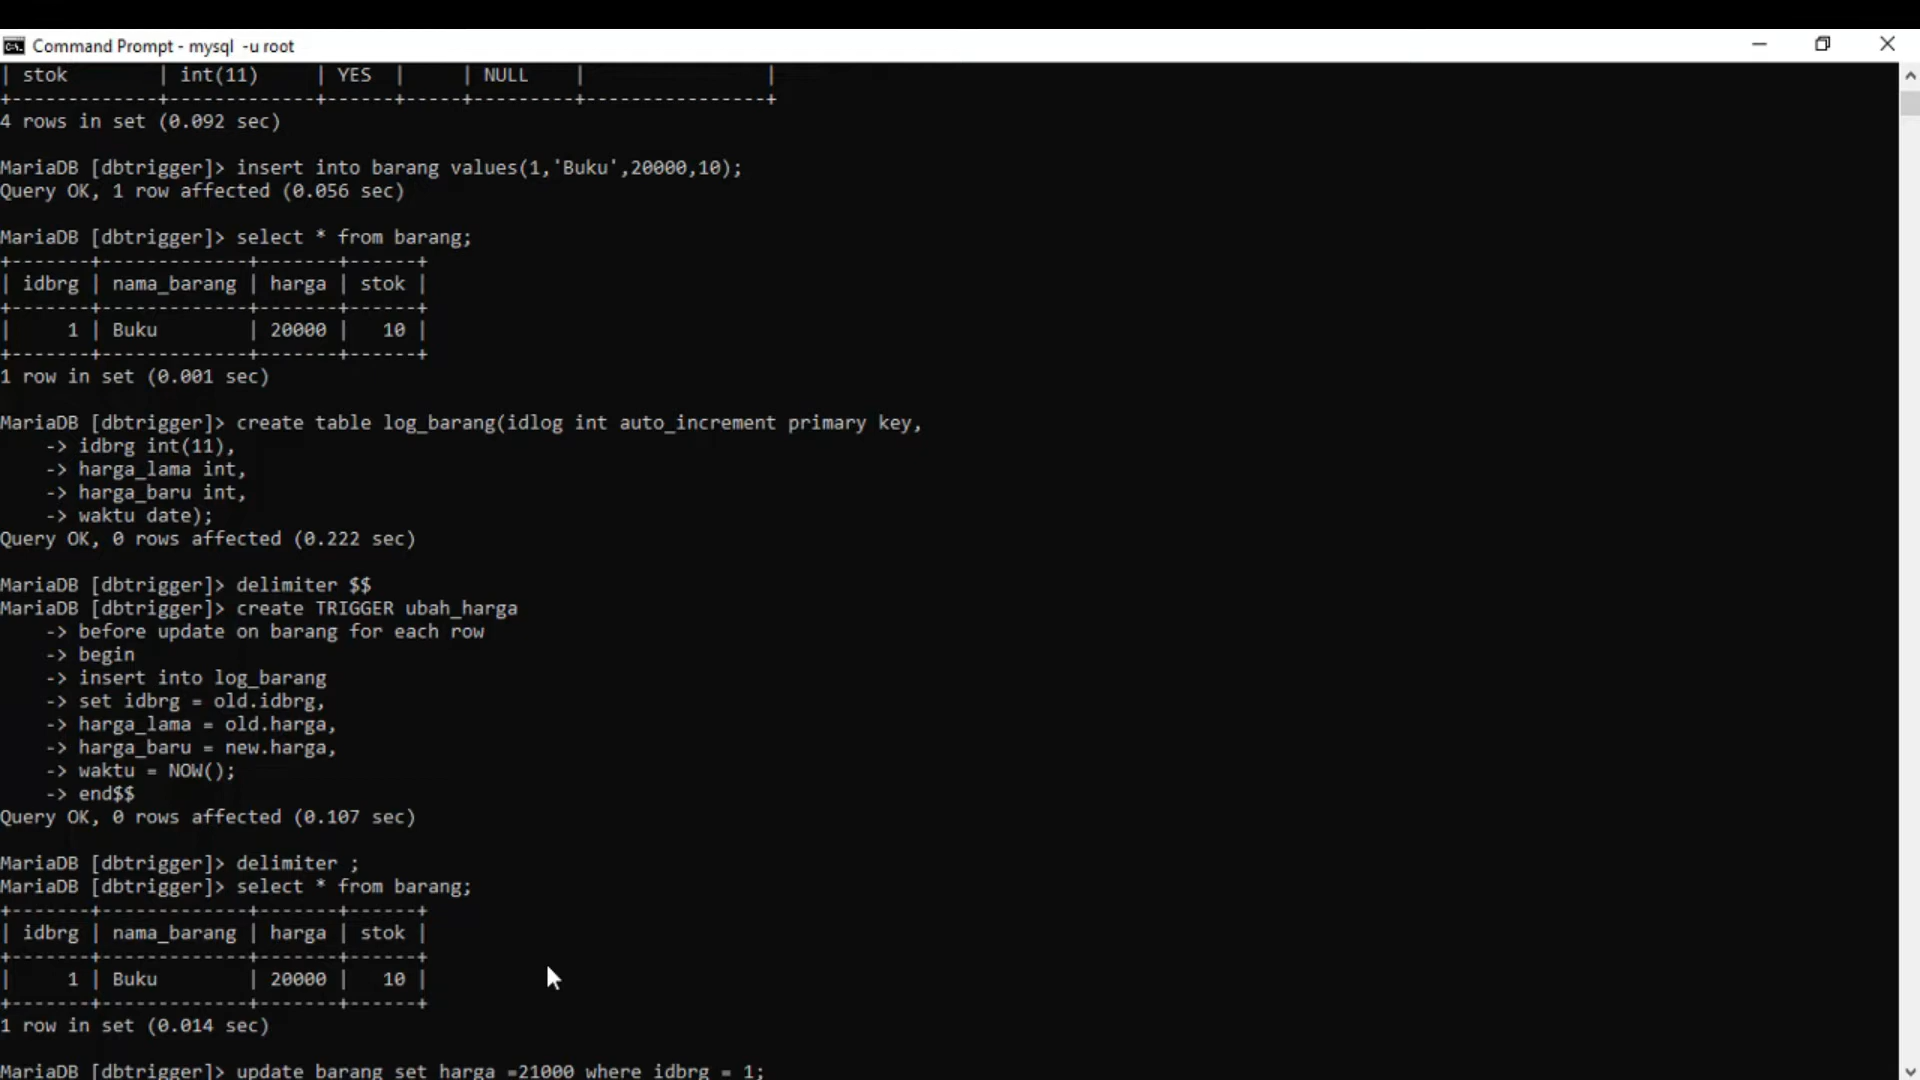 Command Prompt - mysql  -u root
| stok        | int(11)     | YES  |     | NULL    |                |
+-------------+-------------+------+-----+---------+----------------+
4 rows in set (0.092 sec)
MariaDB [dbtrigger]> insert into barang values(1,'Buku',20000,10);
Query OK, 1 row affected (0.056 sec)
MariaDB [dbtrigger]> select * from barang;
+-------+-------------+-------+------+
| idbrg | nama_barang | harga | stok |
+-------+-------------+-------+------+
|     1 | Buku        | 20000 |   10 |
+-------+-------------+-------+------+
1 row in set (0.001 sec)
MariaDB [dbtrigger]> create table log_barang(idlog int auto_increment primary key,
    -> idbrg int(11),
    -> harga_lama int,
    -> harga_baru int,
    -> waktu date);
Query OK, 0 rows affected (0.222 sec)
MariaDB [dbtrigger]> delimiter $$
MariaDB [dbtrigger]> create TRIGGER ubah_harga
    -> before update on barang for each row
    -> begin
    -> insert into log_barang
    -> set idbrg = old.idbrg,
    -> harga_lama = old.harga,
    -> harga_baru = new.harga,
    -> waktu = NOW();
    -> end$$
Query OK, 0 rows affected (0.107 sec)
MariaDB [dbtrigger]> delimiter ;
MariaDB [dbtrigger]> select * from barang;
+-------+-------------+-------+------+
| idbrg | nama_barang | harga | stok |
+-------+-------------+-------+------+
|     1 | Buku        | 20000 |   10 |
+-------+-------------+-------+------+
1 row in set (0.014 sec)
MariaDB [dbtrigger]> update barang set harga =21000 where idbrg = 1;